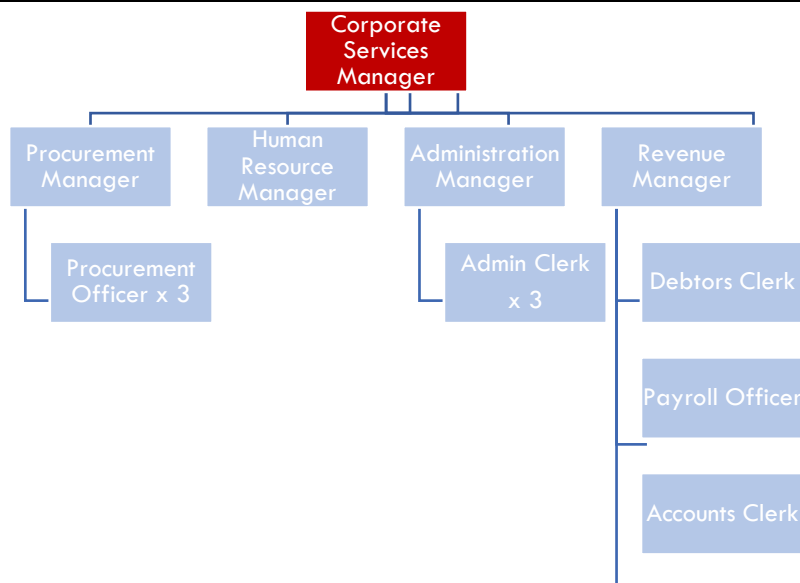 Corporate
Services
Manager
Procurement
Manager
Human
Resource
Manager
Administration
Manager
Revenue
Manager
Procurement
Officer x 3
Admin Clerk
x 3
Debtors Clerk
Payroll Officer
Accounts Clerk